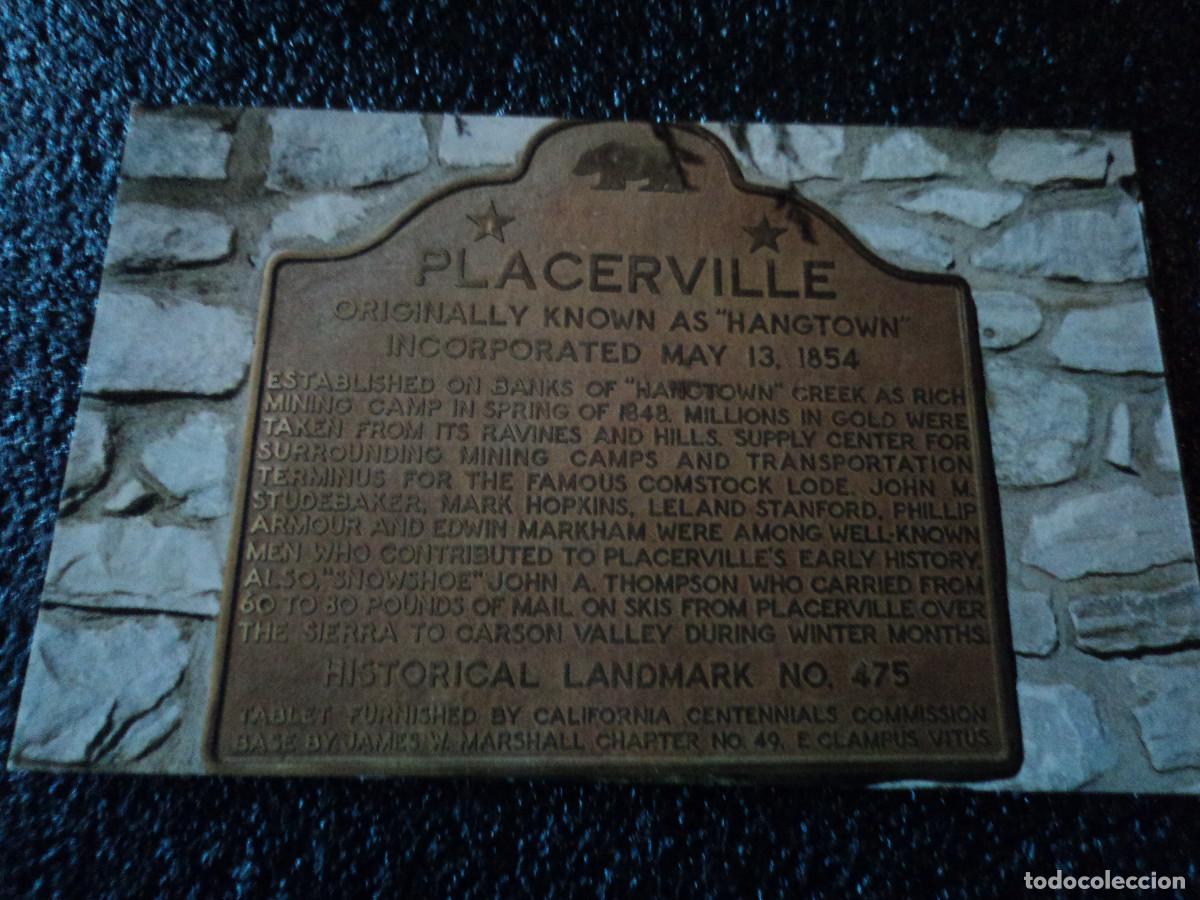 PLACERVILLE
ORIGINALLY KNOWN AS "HANGTOWN"
INCORPORATED MAY 13, 1854
ESTABLISHED ON BANKS OF "HANGTOWN" CREEK AS RICH
MINING CAMP IN SPRING OF 1848. MILLIONS IN GOLD WERE
TAKEN FROM ITS RAVINES AND HILLS. SUPPLY CENTER FOR
SURROUNDING MINING CAMPS AND TRANSPORTATION
TERMINUS FOR THE FAMOUS COMSTOCK LODE. JOHN M.
STUDEBAKER, MARK HOPKINS, LELAND STANFORD, PHILLIP
ARMOUR AND EDWIN MARKHAM WERE AMONG WELL-KNOWN
MEN WHO CONTRIBUTED TO PLACERVILLE'S EARLY HISTORY.
ALSO, "SNOWSHOE" JOHN A. THOMPSON WHO CARRIED FROM
60 TO 80 POUNDS OF MAIL ON SKIS FROM PLACERVILLE OVER
THE SIERRA TO CARSON VALLEY DURING WINTER MONTHS.
HISTORICAL LANDMARK NO. 475
TABLET FURNISHED BY CALIFORNIA CENTENNIALS COMMISSION
BASE BY JAMES W. MARSHALL CHAPTER NO. 49, E CLAMPUS VITUS
todocoleccion